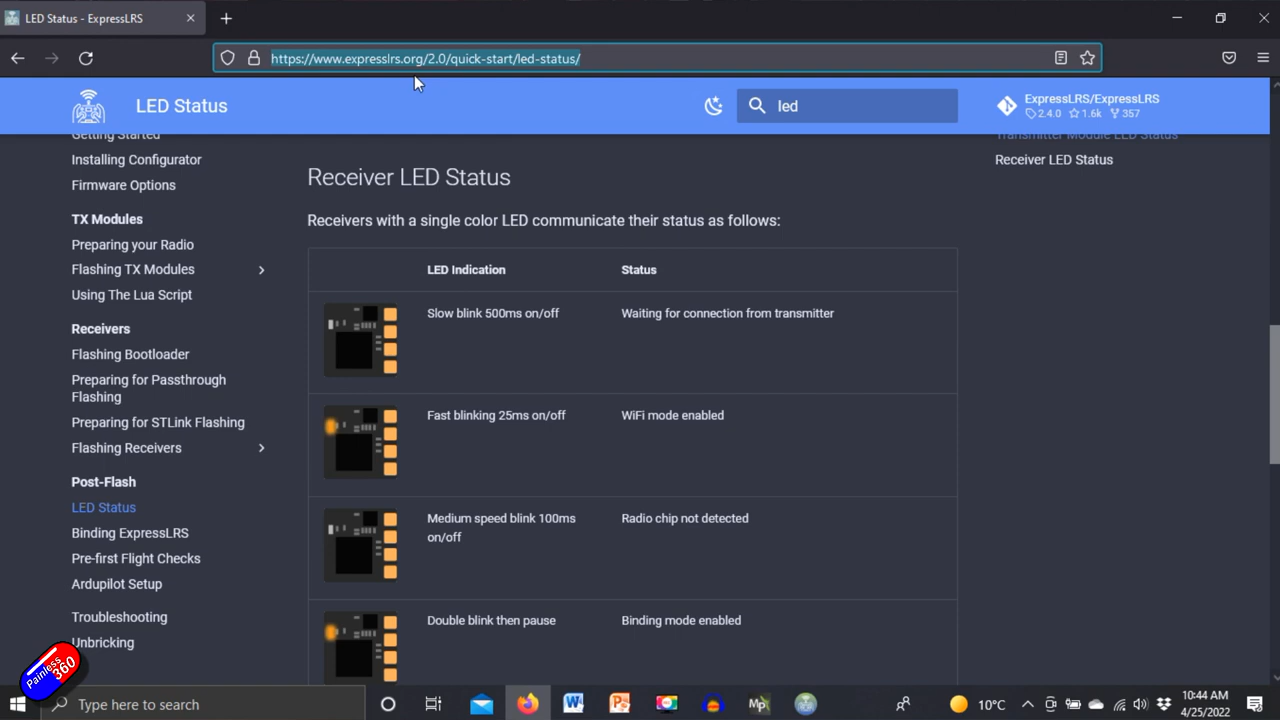 LED Status - ExpressLRS
https://www.expresslrs.org/2.0/quick-start/led-status/
LED Status
led
ExpressLRS/ExpressLRS
2.4.0 1.6k 357
Getting Started
Installing Configurator
Firmware Options
TX Modules
Preparing your Radio
Flashing TX Modules
Using The Lua Script
Receivers
Flashing Bootloader
Preparing for Passthrough
Flashing
Preparing for STLink Flashing
Flashing Receivers
Post-Flash
LED Status
Binding ExpressLRS
Pre-first Flight Checks
Ardupilot Setup
Troubleshooting
Unbricking
Receiver LED Status
Receivers with a single color LED communicate their status as follows:
LED Indication Status
Slow blink 500ms on/off Waiting for connection from transmitter
Fast blinking 25ms on/off WiFi mode enabled
Medium speed blink 100ms Radio chip not detected
on/off
Double blink then pause Binding mode enabled
Transmitter Module LED Status
Receiver LED Status
Painless
360
Type here to search
W
P
Mp
10°C
10:44 AM
4/25/2022